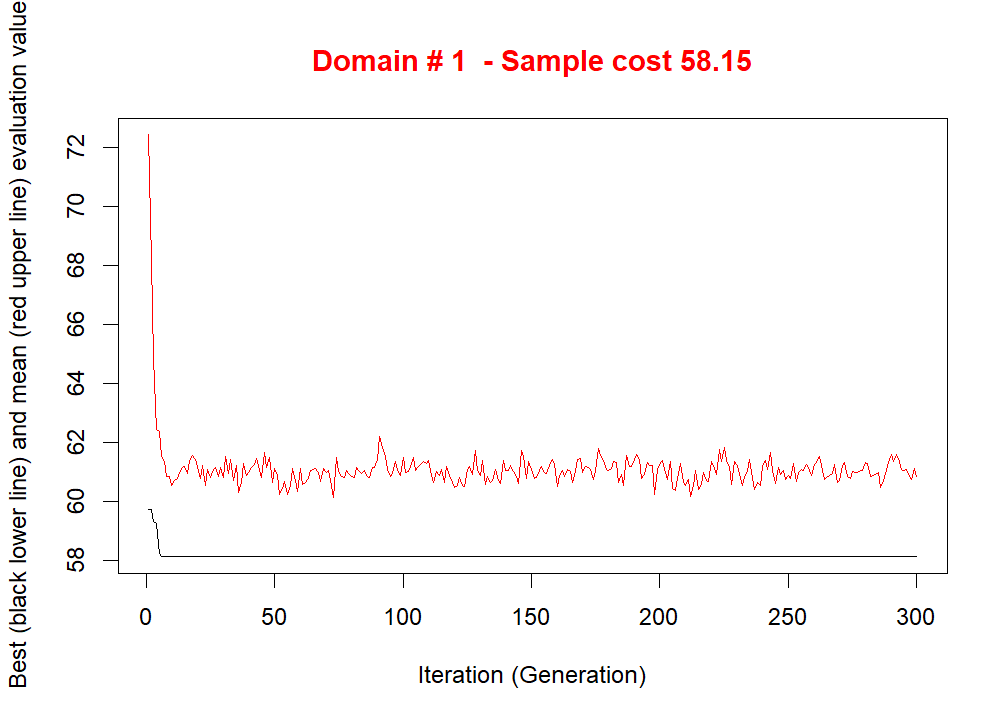 Domain # 1 - Sample cost 58.15
Best (black lower line) and mean (red upper line) evaluation value
72
70
68
66
64
62
60
58
0 50 100 150 200 250 300
Iteration (Generation)